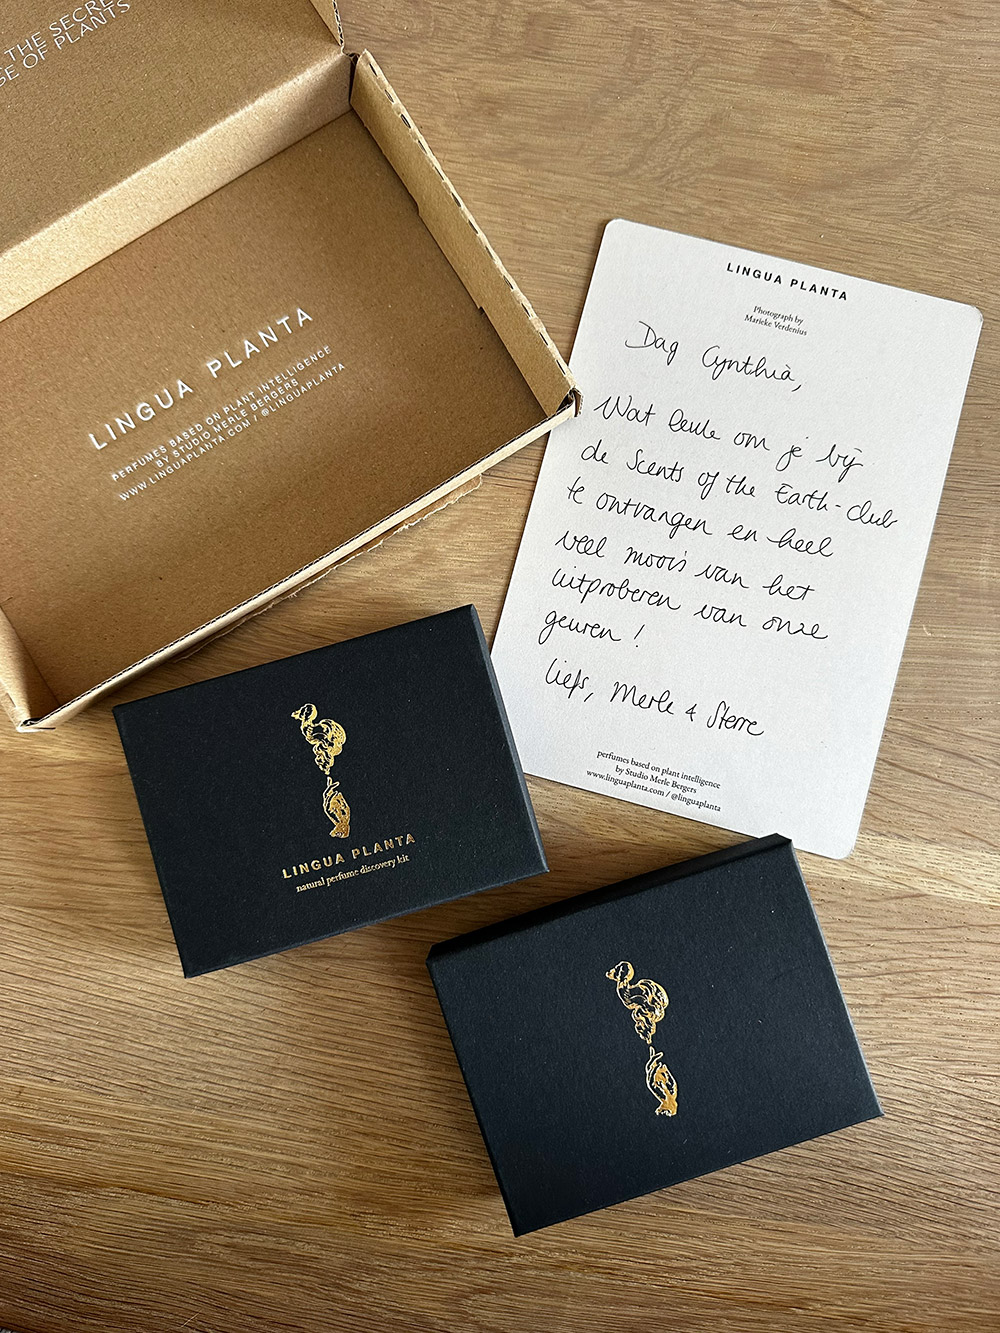 THE SECRE
SE OF PLANTS
LINGUA PLANTA
PERFUMES BASED ON PLANT INTELLIGENCE
BY STUDIO MERLE BERGERS
WWW.LINGUAPLANTA.COM / @LINGUAPLANTA
LINGUA PLANTA
Photograph by
Marieke Verdenius
Dag Cynthia,
Wat leuk om je bij
de Scents of the Earth-club
te ontvangen en heel
veel moois van het
uitproberen van onze
geuren!
Liefs, Merle & Sterre
perfumes based on plant intelligence
by Studio Merle Bergers
www.linguaplanta.com / @linguaplanta
LINGUA PLANTA
natural perfume discovery kit